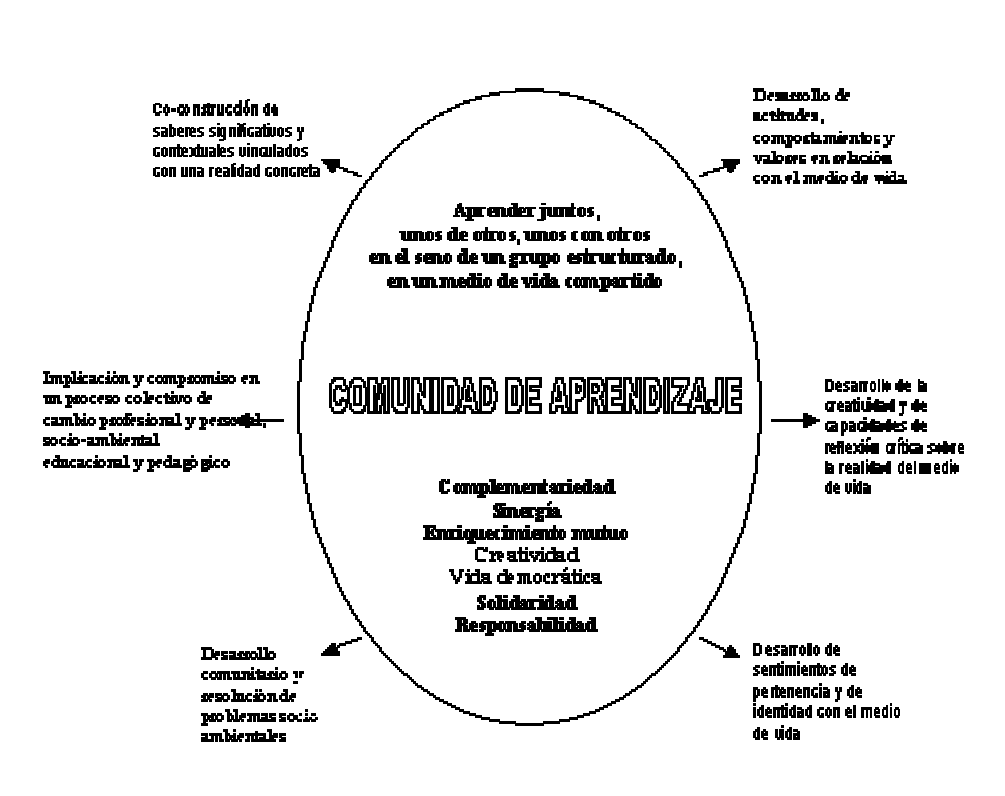 Co-construcción de
saberes significativos y
contextuales vinculados
con una realidad concreta
Desarrollo de
actitudes,
comportamientos y
valores en relación
con el medio de vida
Aprender juntos,
unos de otros, unos con otros
en el seno de un grupo estructurado,
en un medio de vida compartido
Implicación y compromiso en
un proceso colectivo de
cambio profesional y personal,
socio-ambiental
educacional y pedagógico
COMUNIDAD DE APRENDIZAJE
Desarrollo de la
creatividad y de
capacidades de
reflexión crítica sobre
la realidad del medio
de vida
Complementariedad
Sinergía
Enriquecimiento mutuo
Creatividad
Vida democrática
Solidaridad
Responsabilidad
Desarrollo
comunitario y
resolución de
problemas socio
ambientales
Desarrollo de
sentimientos de
pertenencia y de
identidad con el medio
de vida